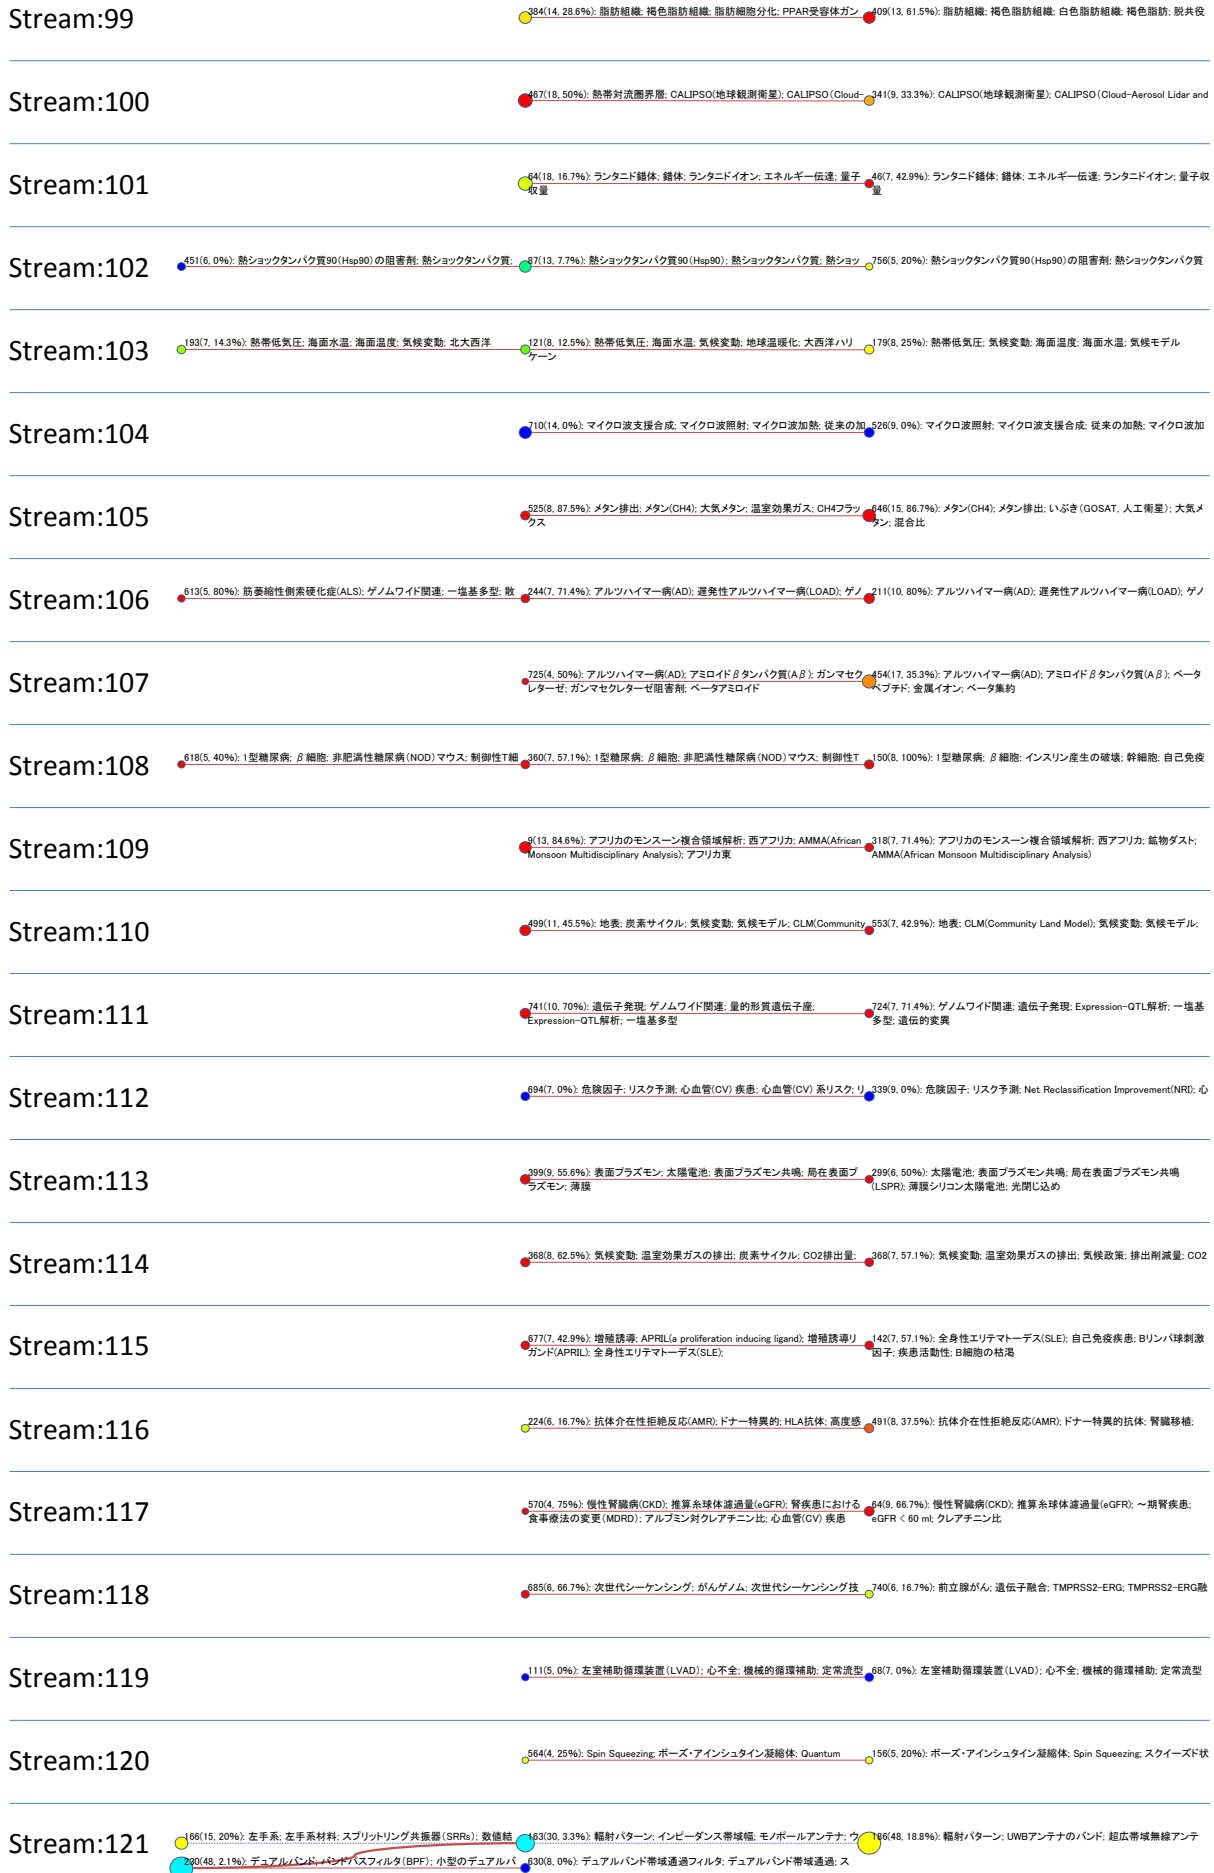 Stream:99
384(14, 28.6%): 脂肪組織; 褐色脂肪組織; 脂肪細胞分化; PPAR受容体ガン
409(13, 61.5%): 脂肪組織; 褐色脂肪組織; 白色脂肪組織; 褐色脂肪; 脱共役
Stream:100
467(18, 50%): 熱帯対流圏界層; CALIPSO(地球観測衛星); CALIPSO(Cloud-
341(9, 33.3%): CALIPSO(地球観測衛星); CALIPSO(Cloud-Aerosol Lidar and
Stream:101
64(18, 16.7%): ランタニド錯体; 錯体; ランタニドイオン; エネルギー伝達; 量子
収量
46(7, 42.9%): ランタニド錯体; 錯体; エネルギー伝達; ランタニドイオン; 量子収
量
Stream:102
451(6, 0%): 熱ショックタンパク質90(Hsp90)の阻害剤; 熱ショックタンパク質;
87(13, 7.7%): 熱ショックタンパク質90(Hsp90); 熱ショックタンパク質; 熱ショッ
756(5, 20%): 熱ショックタンパク質90(Hsp90)の阻害剤; 熱ショックタンパク質
Stream:103
193(7, 14.3%): 熱帯低気圧; 海面水温; 海面温度; 気候変動; 北大西洋
121(8, 12.5%): 熱帯低気圧; 海面水温; 気候変動; 地球温暖化; 大西洋ハリ
ケーン
179(8, 25%): 熱帯低気圧; 気候変動; 海面温度; 海面水温; 気候モデル
Stream:104
710(14, 0%): マイクロ波支援合成; マイクロ波照射; マイクロ波加熱; 従来の加
526(9, 0%): マイクロ波照射; マイクロ波支援合成; 従来の加熱; マイクロ波加
Stream:105
525(8, 87.5%): メタン排出; メタン(CH4); 大気メタン; 温室効果ガス; CH4フラッ
クス
646(15, 86.7%): メタン(CH4); メタン排出; いぶき(GOSAT, 人工衛星); 大気メ
タン; 混合比
Stream:106
613(5, 80%): 筋萎縮性側索硬化症(ALS); ゲノムワイド関連; 一塩基多型; 散
244(7, 71.4%): アルツハイマー病(AD); 遅発性アルツハイマー病(LOAD); ゲノ
211(10, 80%): アルツハイマー病(AD); 遅発性アルツハイマー病(LOAD); ゲノ
Stream:107
725(4, 50%): アルツハイマー病(AD); アミロイドβタンパク質(Aβ); ガンマセク
レターゼ; ガンマセクレターゼ阻害剤; ベータアミロイド
454(17, 35.3%): アルツハイマー病(AD); アミロイドβタンパク質(Aβ); ベータ
ペプチド; 金属イオン; ベータ集約
Stream:108
618(5, 40%): 1型糖尿病; β細胞; 非肥満性糖尿病(NOD)マウス; 制御性T細
360(7, 57.1%): 1型糖尿病; β細胞; 非肥満性糖尿病(NOD)マウス; 制御性T
150(8, 100%): 1型糖尿病; β細胞; インスリン産生の破壊; 幹細胞; 自己免疫
Stream:109
9(13, 84.6%): アフリカのモンスーン複合領域解析; 西アフリカ; AMMA(African
Monsoon Multidisciplinary Analysis); アフリカ東
318(7, 71.4%): アフリカのモンスーン複合領域解析; 西アフリカ; 鉱物ダスト;
AMMA(African Monsoon Multidisciplinary Analysis)
Stream:110
499(11, 45.5%): 地表; 炭素サイクル; 気候変動; 気候モデル; CLM(Community
553(7, 42.9%): 地表; CLM(Community Land Model); 気候変動; 気候モデル;
Stream:111
741(10, 70%): 遺伝子発現; ゲノムワイド関連; 量的形質遺伝子座;
Expression-QTL解析; 一塩基多型
724(7, 71.4%): ゲノムワイド関連; 遺伝子発現; Expression-QTL解析; 一塩基
多型; 遺伝的変異
Stream:112
694(7, 0%): 危険因子; リスク予測; 心血管(CV) 疾患; 心血管(CV) 系リスク; リ
339(9, 0%): 危険因子; リスク予測; Net Reclassification Improvement(NRI); 心
Stream:113
399(9, 55.6%): 表面プラズモン; 太陽電池; 表面プラズモン共鳴; 局在表面プ
ラズモン; 薄膜
299(6, 50%): 太陽電池; 表面プラズモン共鳴; 局在表面プラズモン共鳴
(LSPR); 薄膜シリコン太陽電池; 光閉じ込め
Stream:114
368(8, 62.5%): 気候変動; 温室効果ガスの排出; 炭素サイクル; CO2排出量;
368(7, 57.1%): 気候変動; 温室効果ガスの排出; 気候政策; 排出削減量; CO2
Stream:115
677(7, 42.9%): 増殖誘導; APRIL(a proliferation inducing ligand); 増殖誘導リ
ガンド(APRIL); 全身性エリテマトーデス(SLE);
142(7, 57.1%): 全身性エリテマトーデス(SLE); 自己免疫疾患; Bリンパ球刺激
因子; 疾患活動性; B細胞の枯渇
Stream:116
224(6, 16.7%): 抗体介在性拒絶反応(AMR); ドナー特異的; HLA抗体; 高度感
491(8, 37.5%): 抗体介在性拒絶反応(AMR); ドナー特異的抗体; 腎臓移植;
Stream:117
570(4, 75%): 慢性腎臓病(CKD); 推算糸球体濾過量(eGFR); 腎疾患における
食事療法の変更(MDRD); アルブミン対クレアチニン比; 心血管(CV) 疾患
64(9, 66.7%): 慢性腎臓病(CKD); 推算糸球体濾過量(eGFR); ～期腎疾患;
eGFR < 60 ml; クレアチニン比
Stream:118
685(6, 66.7%): 次世代シーケンシング; がんゲノム; 次世代シーケンシング技
740(6, 16.7%): 前立腺がん; 遺伝子融合; TMPRSS2-ERG; TMPRSS2-ERG融
Stream:119
111(5, 0%): 左室補助循環装置(LVAD); 心不全; 機械的循環補助; 定常流型
68(7, 0%): 左室補助循環装置(LVAD); 心不全; 機械的循環補助; 定常流型
Stream:120
564(4, 25%): Spin Squeezing; ボーズ・アインシュタイン凝縮体; Quantum
156(5, 20%): ボーズ・アインシュタイン凝縮体; Spin Squeezing; スクイーズド状
Stream:121
166(15, 20%): 左手系; 左手系材料; スプリットリング共振器(SRRs); 数値結
163(30, 3.3%): 輻射パターン; インピーダンス帯域幅; モノポールアンテナ; ウ
186(48, 18.8%): 輻射パターン; UWBアンテナのバンド; 超広帯域無線アンテ
230(48, 2.1%): デュアルバンド; バンドパスフィルタ(BPF); 小型のデュアルバ
630(8, 0%): デュアルバンド帯域通過フィルタ; デュアルバンド帯域通過; ス